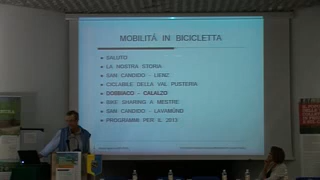 MOBILITÁ IN BICICLETTA
SALUTO
LA NOSTRA STORIA
SAN CANDIDO - LIENZ
CICLABILE DELLA VAL PUSTERIA
DOBBIACO - CALALZO
BIKE SHARING A MESTRE
SAN CANDIDO - LAVAMÜND
PROGRAMMI PER IL 2013